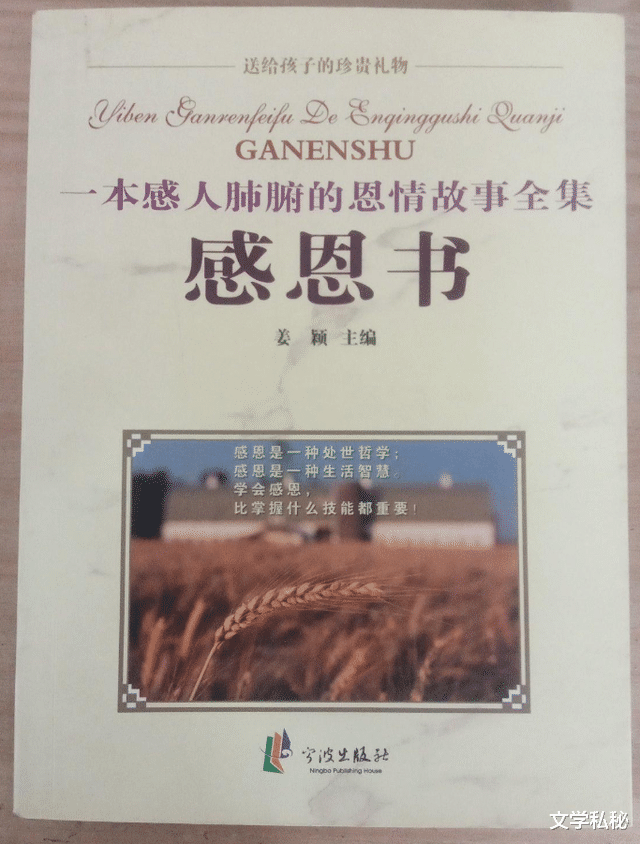 送给孩子的珍贵礼物
Yiben Ganrenfeifu De Enqinggushi Quanji
GANENSHU
一本感人肺腑的恩情故事全集
感恩书
姜 颖 主编
感恩是一种处世哲学；
感恩是一种生活智慧。
学会感恩，
比掌握什么技能都重要！
宁波出版社
Ningbo Publishing House
文学私秘